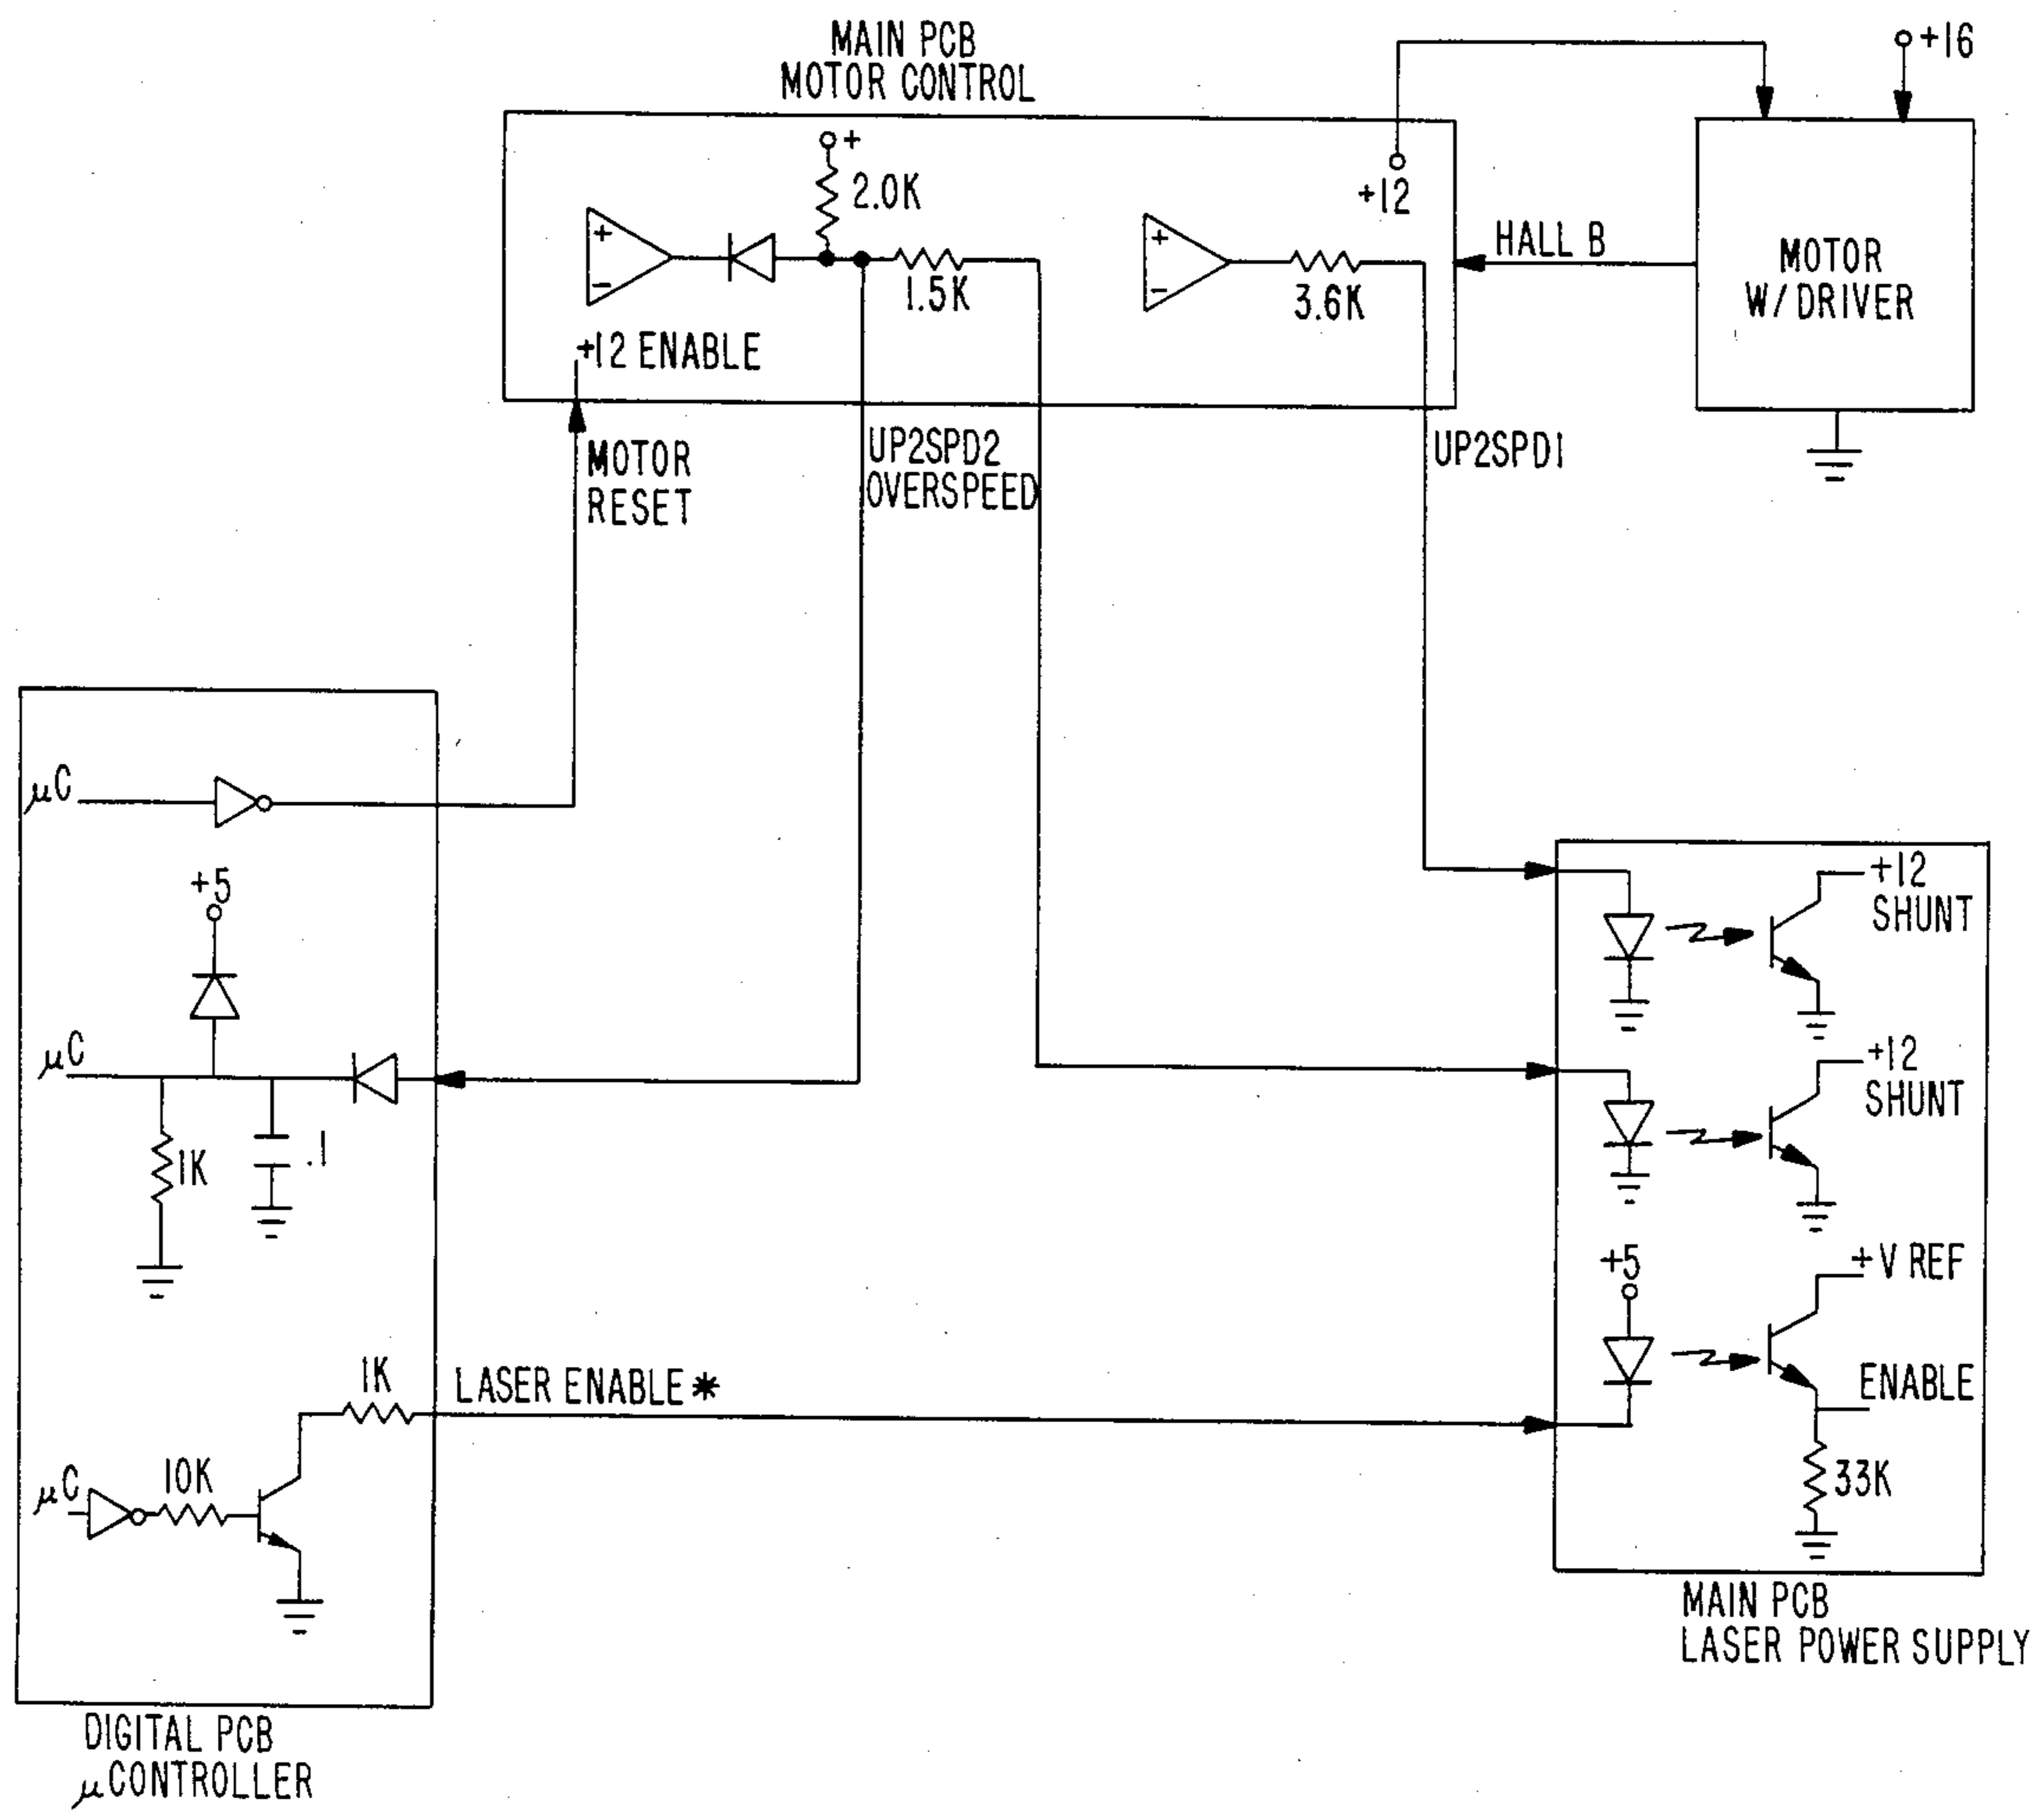 MAIN PCB
MOTOR CONTROL
+16
+
2.0K
+12
+
-
1.5K
+
-
3.6K
HALL B
MOTOR
W/DRIVER
+12 ENABLE
MOTOR
RESET
UP2SPD2
OVERSPEED
UP2SPD1
μC
+5
μC
1K
.1
1K
LASER ENABLE *
μC
10K
DIGITAL PCB
μCONTROLLER
+12
SHUNT
+12
SHUNT
+5
+V REF
ENABLE
33K
MAIN PCB
LASER POWER SUPPLY